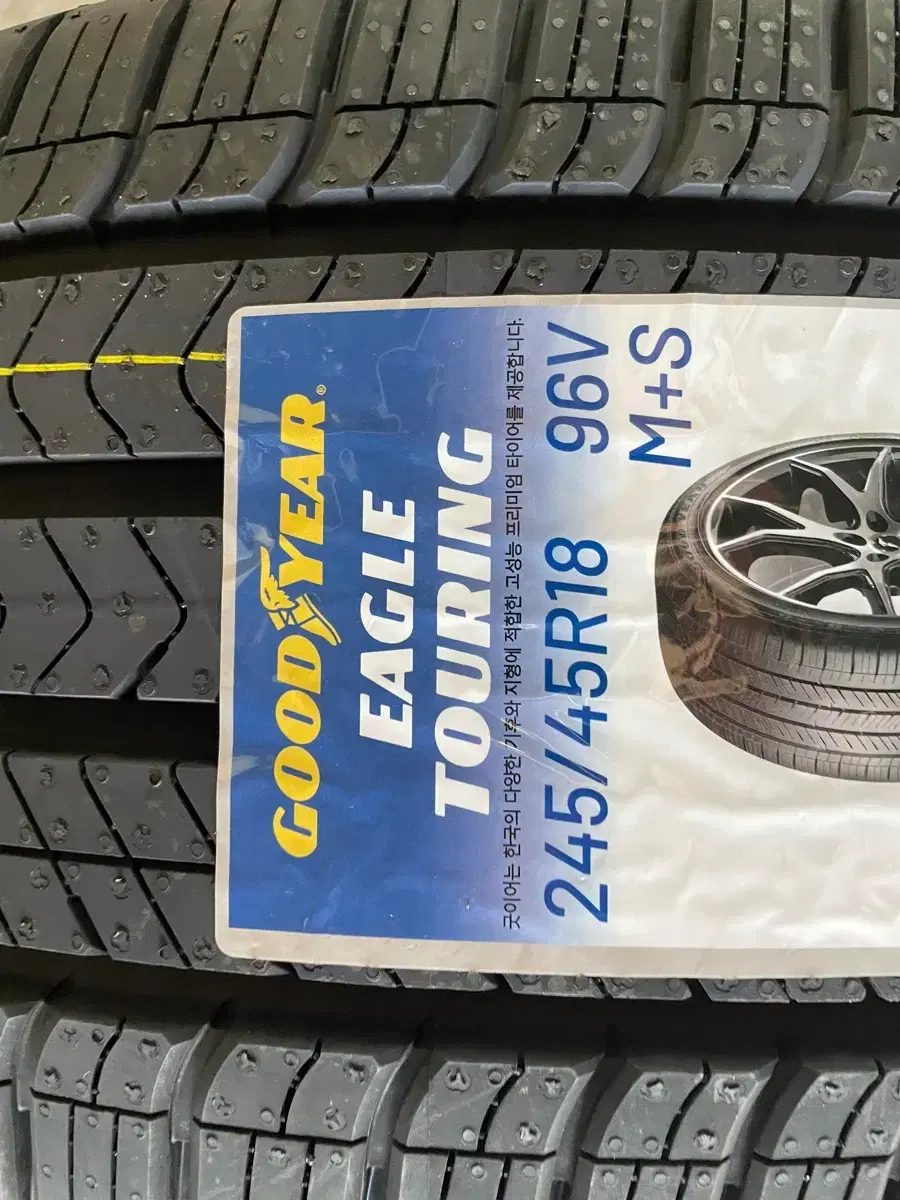 GOODYEAR®
EAGLE
TOURING
굿이어는 한국의 다양한 기후와 지형에 적합한 고성능 프리미엄 타이어를 제공합니다.
245/45R18 96V
M+S